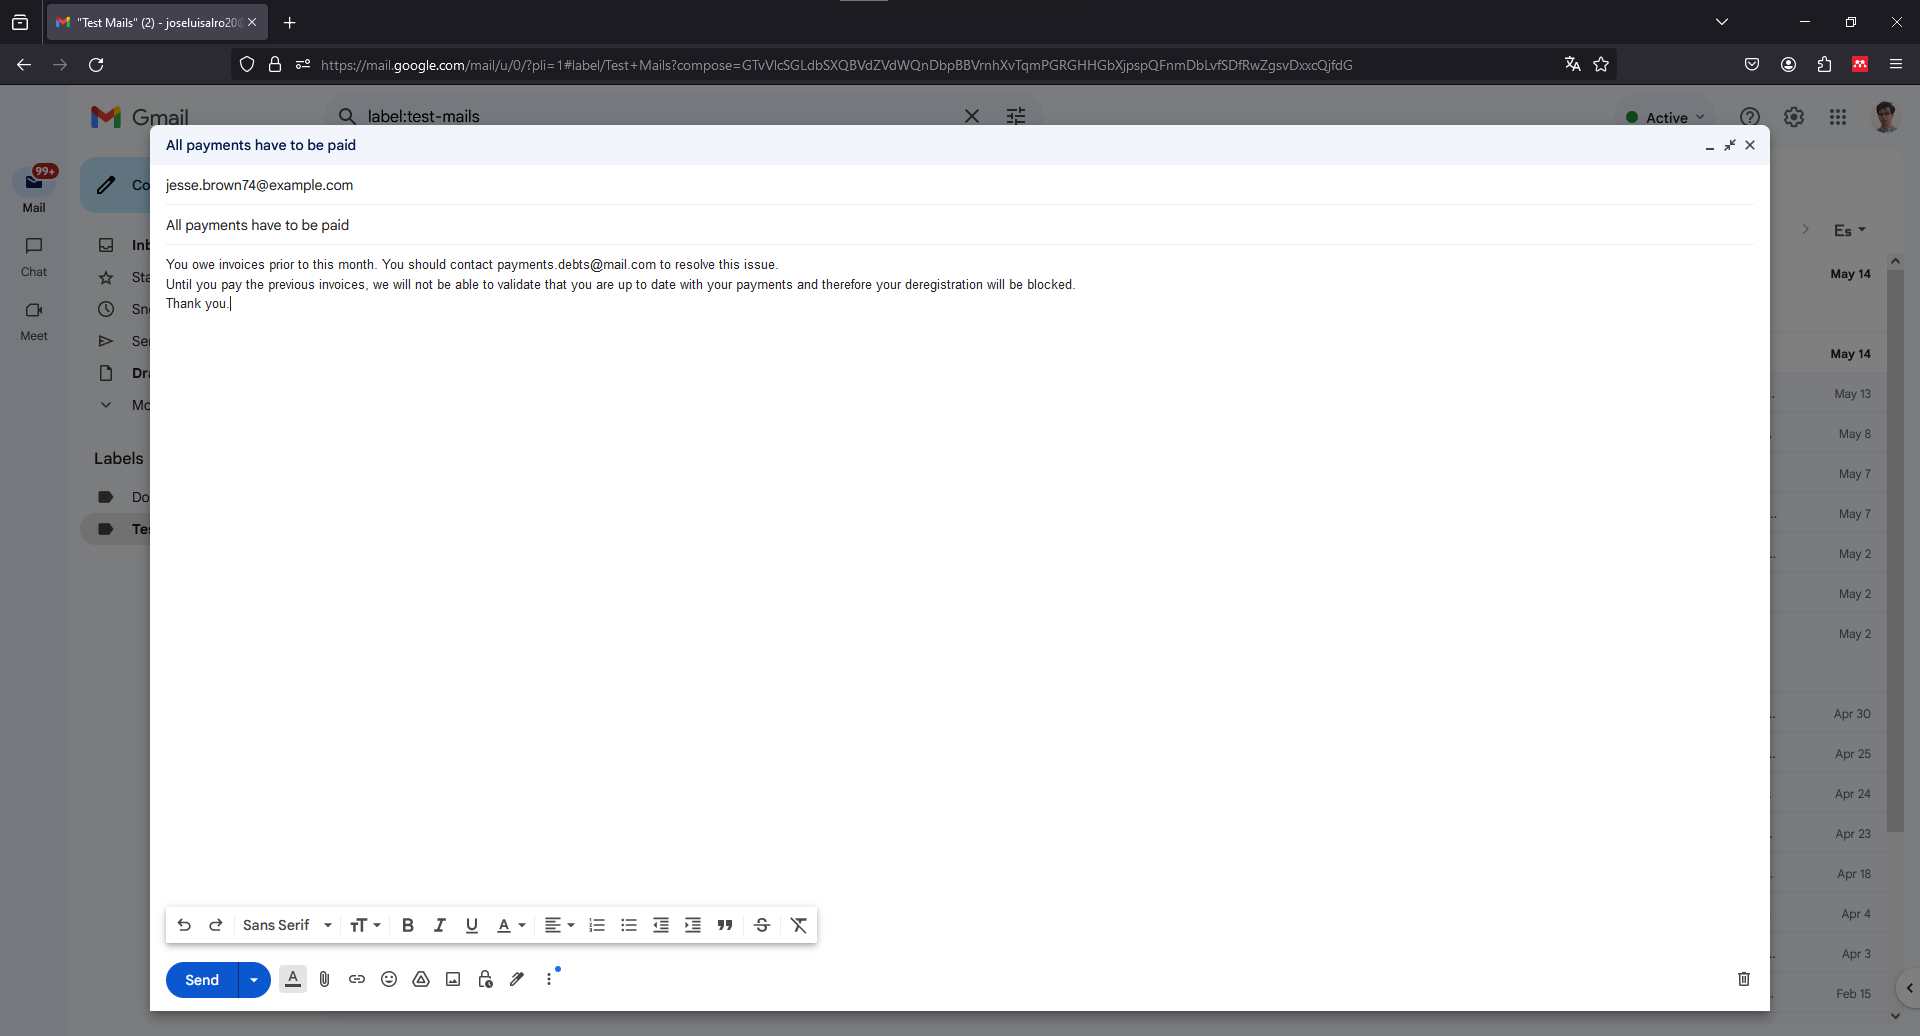 "Test Mails" (2) - joseluisalro20
https://mail.google.com/mail/u/0/?pli=1#label/Test+Mails?compose=GTvVlcSGLdbSXQBVdZVdWQnDbpBBVrnhXvTqmPGRGHHGbXjpspQFnmDbLvfSDfRwZgsvDxxcQjfdG
Gmail
label:test-mails
Active
All payments have to be paid
jesse.brown74@example.com
All payments have to be paid
You owe invoices prior to this month. You should contact payments.debts@mail.com to resolve this issue.
Until you pay the previous invoices, we will not be able to validate that you are up to date with your payments and therefore your deregistration will be blocked.
Thank you.
99+
Mail
Chat
Meet
Co
Inb
Sta
Sno
Sen
Dra
Mo
Labels
Do
Tes
Es
May 14
May 14
May 13
May 8
May 7
May 7
May 2
May 2
May 2
Apr 30
Apr 25
Apr 24
Apr 23
Apr 18
Apr 4
Apr 3
Feb 15
Sans Serif
Send